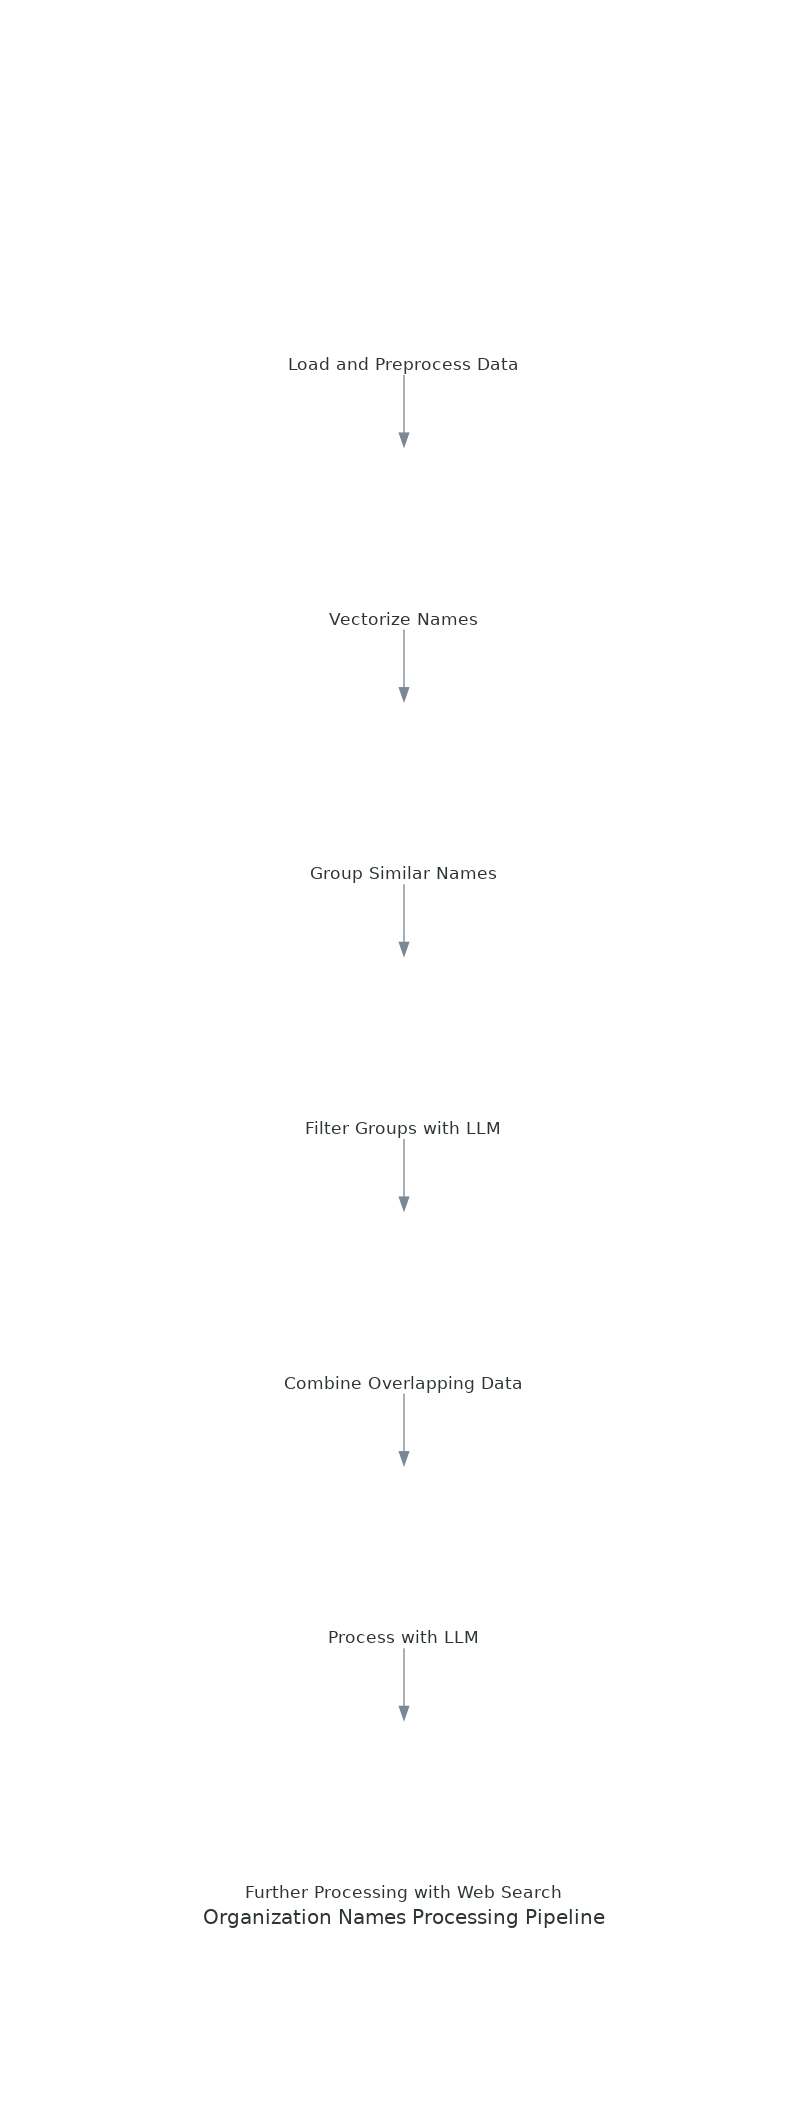 Load and Preprocess Data
Vectorize Names
Group Similar Names
Filter Groups with LLM
Combine Overlapping Data
Process with LLM
Further Processing with Web Search
Organization Names Processing Pipeline